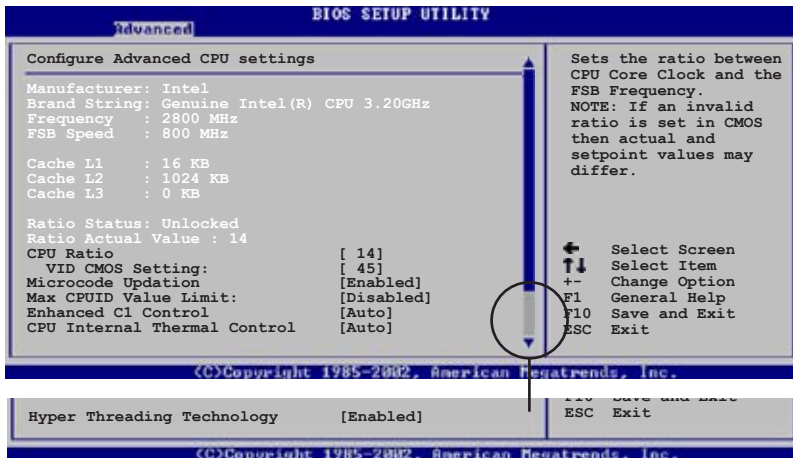 BIOS SETUP UTILITY
Advanced
Configure Advanced CPU settings
Manufacturer: Intel
Brand String: Genuine Intel(R) CPU 3.20GHz
Frequency : 2800 MHz
FSB Speed : 800 MHz
Cache L1 : 16 KB
Cache L2 : 1024 KB
Cache L3 : 0 KB
Ratio Status: Unlocked
Ratio Actual Value : 14
CPU Ratio [ 14]
VID CMOS Setting: [ 45]
Microcode Updation [Enabled]
Max CPUID Value Limit: [Disabled]
Enhanced C1 Control [Auto]
CPU Internal Thermal Control [Auto]
Sets the ratio between
CPU Core Clock and the
FSB Frequency.
NOTE: If an invalid
ratio is set in CMOS
then actual and
setpoint values may
differ.
Select Screen
Select Item
+- Change Option
F1 General Help
F10 Save and Exit
ESC Exit
(C)Copyright 1985-2002, American Megatrends, Inc.
F10 Save and Exit
Hyper Threading Technology [Enabled]
ESC Exit
(C)Copyright 1985-2002, American Megatrends, Inc.